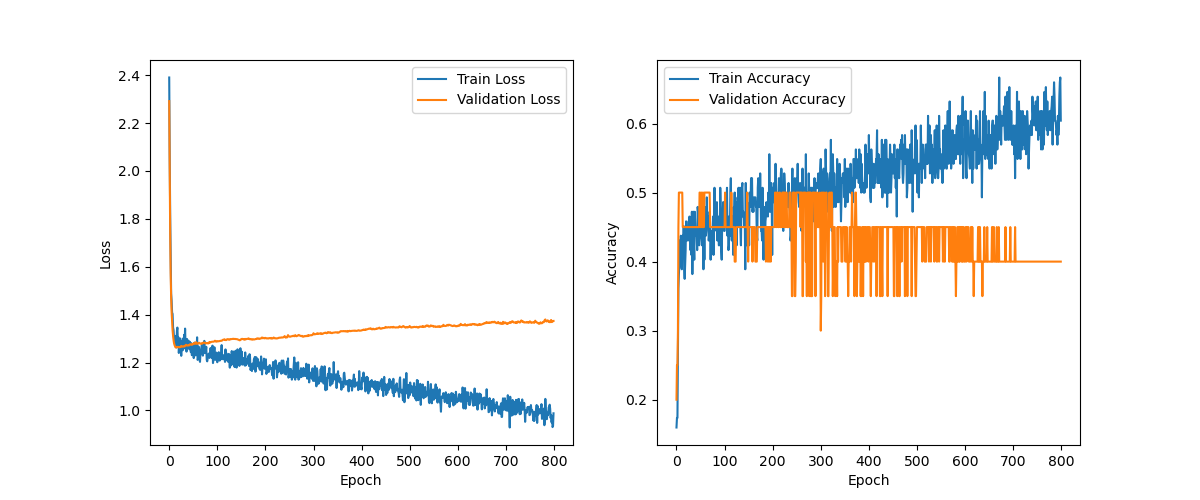 2.4
2.2
2.0
1.8
1.6
1.4
1.2
1.0
Loss
0 100 200 300 400 500 600 700 800
Epoch
Train Loss
Validation Loss
0.6
0.5
0.4
0.3
0.2
Accuracy
0 100 200 300 400 500 600 700 800
Epoch
Train Accuracy
Validation Accuracy